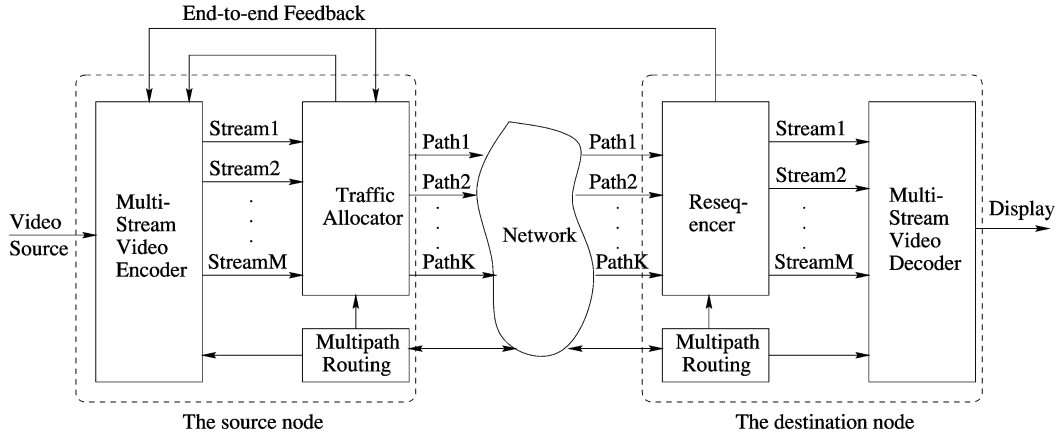 End-to-end Feedback
Video
Source
Multi-
Stream
Video
Encoder
Stream1
Stream2
StreamM
Traffic
Allocator
Multipath
Routing
Path1
Path2
PathK
Network
Path1
Path2
PathK
Reseq-
encer
Multipath
Routing
Stream1
Stream2
StreamM
Multi-
Stream
Video
Decoder
Display
The source node
The destination node